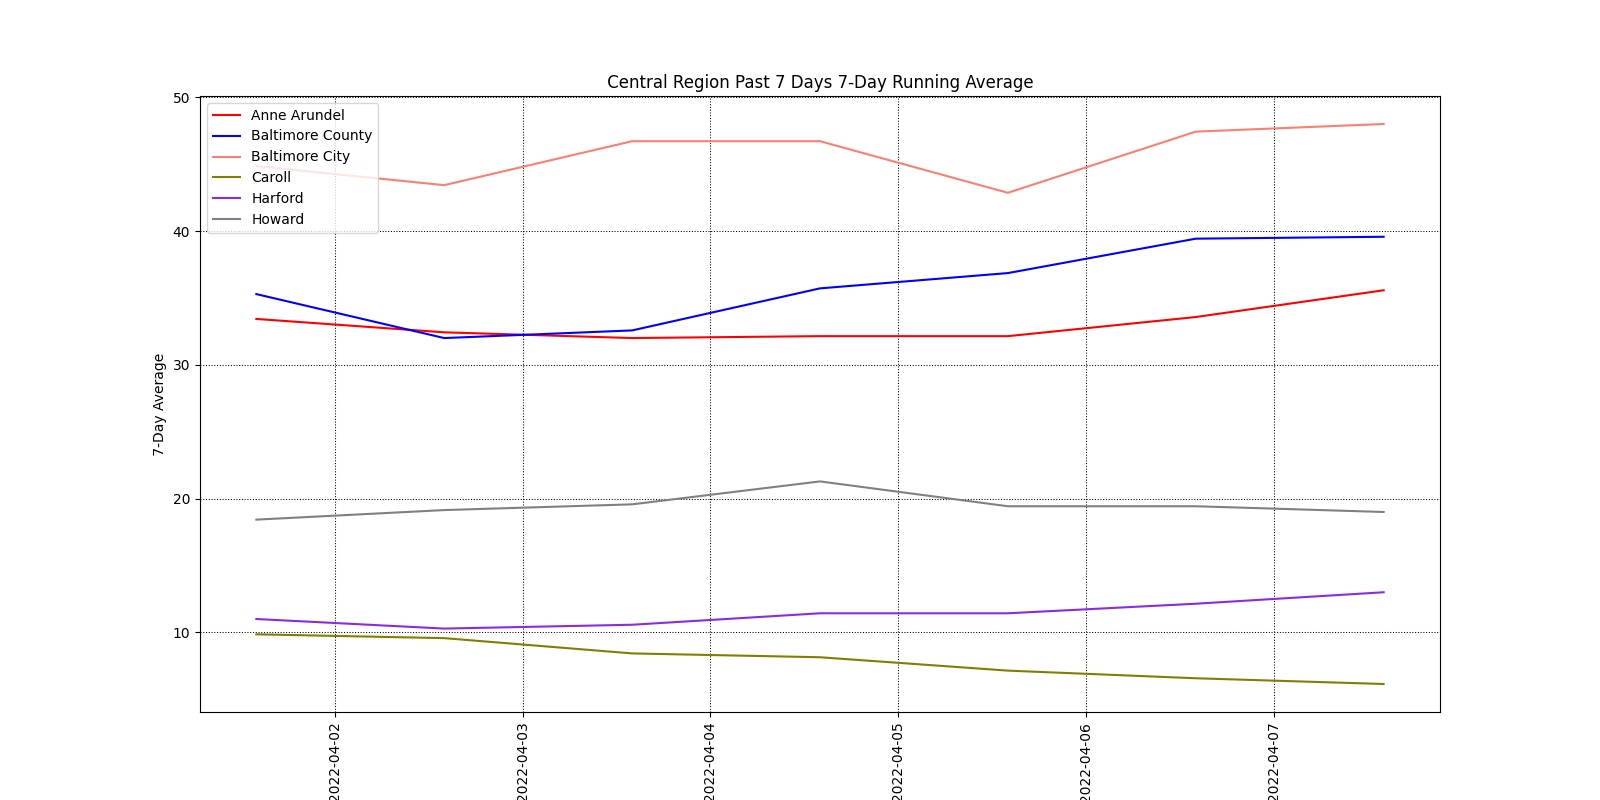 Central Region Past 7 Days 7-Day Running Average
50
Anne Arundel
Baltimore County
Baltimore City
Caroll
Harford
Howard
40
30
7-Day Average
20
10
2022-04-02
2022-04-03
2022-04-04
2022-04-05
2022-04-06
2022-04-07